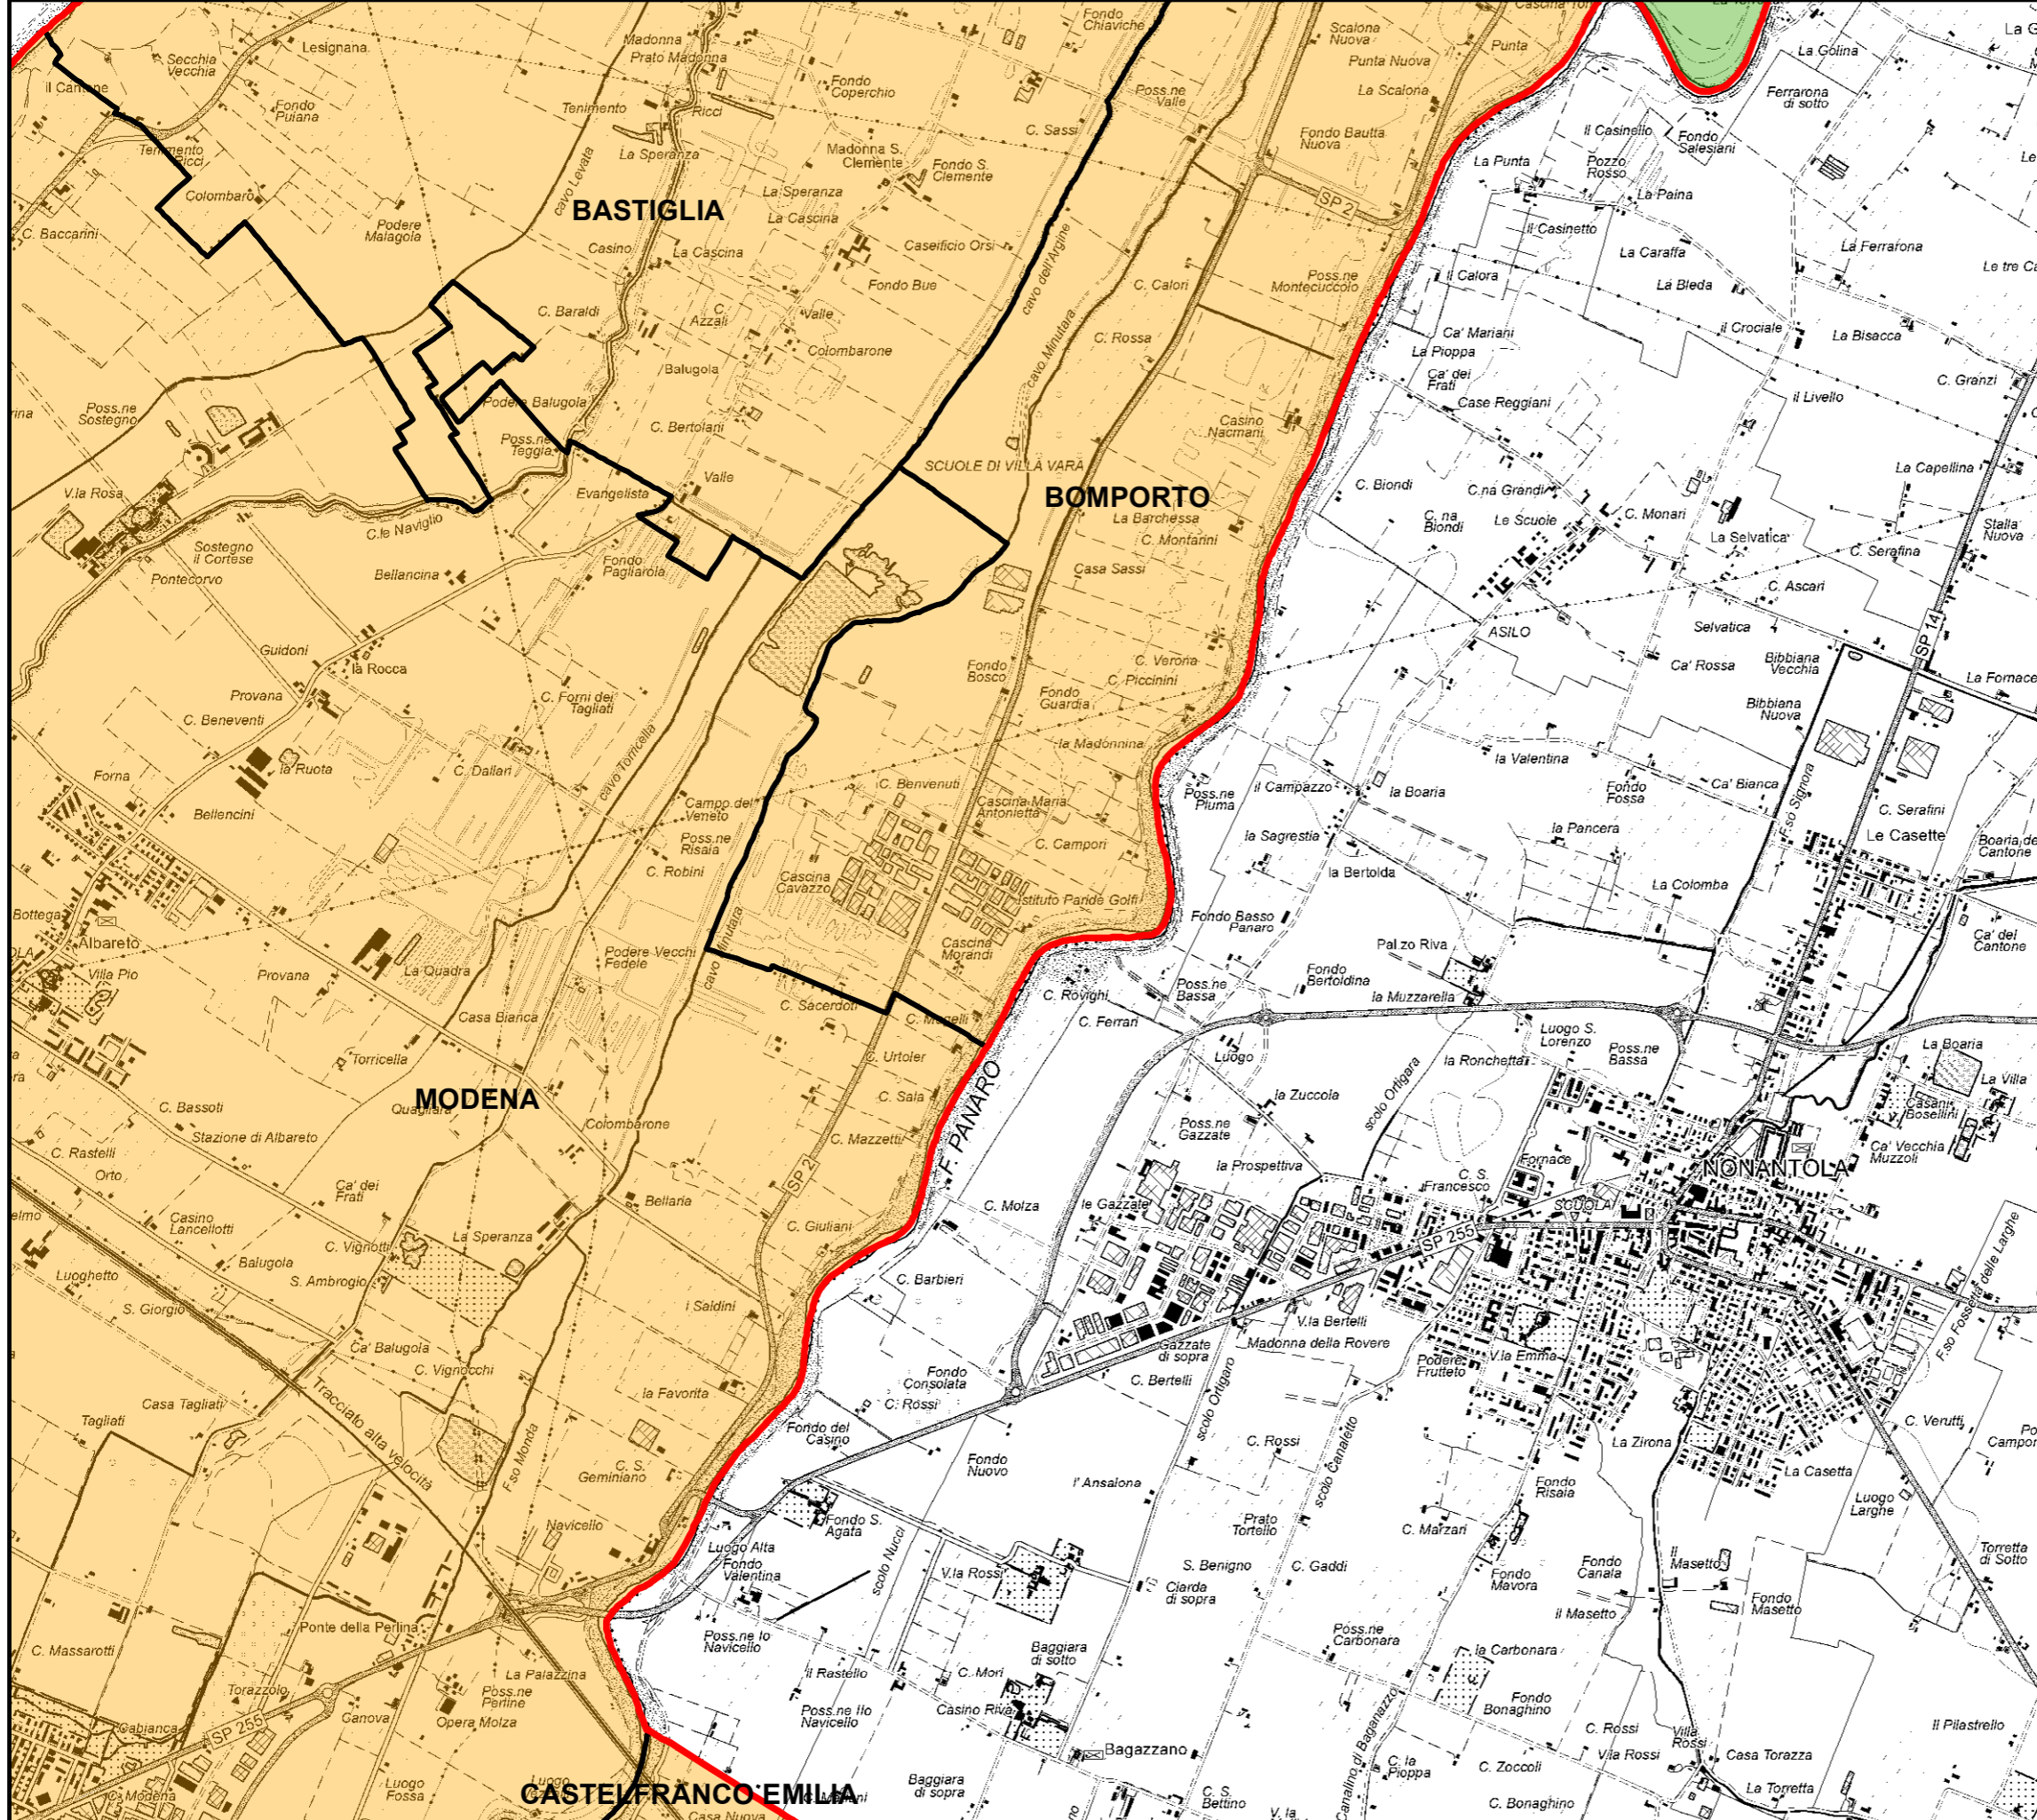 Fondo
Chiaviche
Scalona
Nuova
Punta
La Golina
Lesignana
Secchia
Vecchia
Madonna
Prato Madonna
Punta Nuova
La Scalona
Ferrarona
di sotto
Il Cantone
Fondo
Puiana
Fondo
Coperchio
Poss.ne
Valle
Tenimento
Ricci
C. Sassi
Fondo Bautta
Nuova
Il Casinello
Fondo
Salesiani
Tenimento
Ricci
La Speranza
Madonna S.
Clemente
Fondo S.
Clemente
La Punta
Pozzo
Rosso
La Paina
Colombaro
cavo Levata
La Speranza
BASTIGLIA
La Cascina
SP 2
C. Baccarini
Podere
Malagola
Casino
La Cascina
Caseificio Orsi
Il Casinetto
La Caraffa
La Ferrarona
cavo dell'Argine
Fondo Bue
C. Calori
Poss.ne
Montecuccolo
Il Calora
La Bleda
C. Baraldi
C.
Azzali
Valle
Colombarone
C. Rossa
cavo Minutara
Ca' Mariani
il Crociale
La Bisacca
La Pioppa
Balugola
Ca' dei
Frati
C. Granzi
Poss.ne
Sostegno
Podere Balugola
Case Reggiani
il Livello
Poss.ne
Teggia
C. Bertolani
Casino
Nacmani
SCUOLE DI VILLA VARA
La Capellina
V.la Rosa
Evangelista
Valle
BOMPORTO
C. Biondi
C.na Grandi
C.le Naviglio
La Barchessa
C. Montanini
C. na
Biondi
Le Scuole
C. Monari
Stalla
Nuova
La Selvatica
C. Serafina
Sostegno
il Cortese
Pontecorvo
Bellancina
Fondo
Pagliarola
Casa Sassi
C. Ascari
Guidoni
la Rocca
ASILO
Selvatica
SP 14
Provana
C. Forni dei
Tagliati
Fondo
Bosco
C. Verona
C. Piccinini
Ca' Rossa
Bibbiana
Vecchia
C. Beneventi
Fondo
Guardia
La Fornace
Bibbiana
Nuova
Forna
la Ruota
C. Dallari
cavo Torricella
la Madonnina
la Valentina
Bellencini
Campo del
Veneto
C. Benvenuti
Cascina Maria
Antonietta
Poss.ne
Piuma
il Campazzo
la Boaria
Fondo
Fossa
Ca' Bianca
F.so Signora
C. Serafini
Poss.ne
Risaia
la Sagrestia
la Pancera
Le Casette
C. Robini
C. Campori
la Bertolda
Cascina
Cavazzo
La Colomba
Bottega
Istituto Paride Golfi
Fondo Basso
Panaro
Albareto
Villa Pio
Provana
La Quadra
Podere Vecchi
Fedele
cavo Minutara
Cascina
Morandi
Pal.zo Riva
Ca' del
Cantone
C. Sacerdoti
C. Rovighi
Poss.ne
Bassa
Fondo
Bertoldina
la Muzzarella
Casa Bianca
C. Magelli
C. Ferrari
Luogo S.
Lorenzo
Torricella
C. Urtoler
Luogo
scolo Ortigara
la Ronchetta
Poss.ne
Bassa
La Boaria
MODENA
C. Sala
F. PANARO
la Zuccola
La Villa
C. Bassoti
Quagliara
Colombarone
C. Mazzetti
Poss.ne
Gazzate
Casani
Bosellini
Stazione di Albareto
SP 2
la Prospettiva
Fornace
NONANTOLA
Ca' Vecchia
Muzzoli
C. Rastelli
Orto
Ca' dei
Frati
Bellaria
C. Molza
le Gazzate
C. S.
Francesco
SCUOLA
Casino
Lancellotti
C. Vignotti
La Speranza
C. Giuliani
SP 255
F.so Fossetta delle Larghe
Luoghetto
Balugola
S. Ambrogio
C. Barbieri
S. Giorgio
i Saldini
V.la Bertelli
Ca' Balugola
Gazzate
di sopra
Madonna della Rovere
Podere
Frutteto
V.la Emma
C. Vignocchi
la Favorita
Fondo
Consolata
C. Bertelli
Casa Tagliati
Tracciato alta velocità
C. Rossi
scolo Ortigaro
Tagliati
Fondo del
Casino
C. Rossi
scolo Canaletto
La Zirona
C. Verutti
F.so Monda
C. S.
Geminiano
Fondo
Nuovo
l' Ansalona
Fondo
Risaia
La Casetta
Luogo
Larghe
Navicello
Fondo S.
Agata
Prato
Tortello
C. Marzari
Luogo Alta
Fondo
Valentina
scolo Nucci
V.la Rossi
S. Benigno
C. Gaddi
Fondo
Canala
Il
Masetto
Torretta
di Sotto
Ciarda
di sopra
Fondo
Mavora
Fondo
Masetto
Ponte della Perlina
il Masetto
C. Massarotti
Poss.ne lo
Navicello
Baggiara
di sotto
Poss.ne
Carbonara
la Carbonara
La Palazzina
il Rastello
C. Mori
Torazzolo
Poss.ne
Perline
Poss.ne llo
Navicello
Casino Riva
Fondo
Bonaghino
Cabianca
SP 255
Canova
Opera Molza
C. Rossi
Villa
Rossi
Il Pilastrello
Bagazzano
Canalino di Bagazzano
V.la Rossi
Casa Torazza
Luogo
Fossa
CASTELFRANCO EMILIA
Baggiara
di sopra
C. la
Pioppa
C. Zoccoli
La Torretta
C. Modena
Casa Nuova
C. S.
Bettino
C. Bonaghino